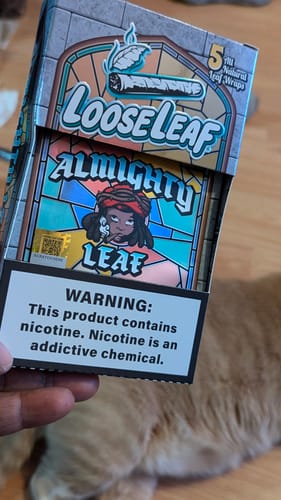 5
All
Natural
Leaf Wraps
LOOSELEAF
ALMIGHTY
LEAF
WARNING:
This product contains
nicotine. Nicotine is an
addictive chemical.